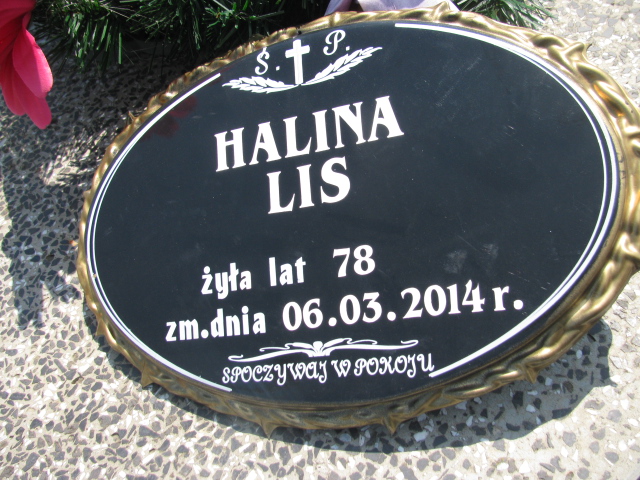 Ś. P.
HALINA
LIS
żyła lat 78
zm.dnia 06.03.2014 r.
SPOCZYWAJ W POKOJU